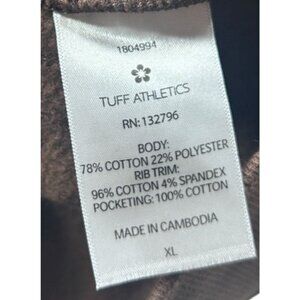 1804994
TUFF ATHLETICS
RN:132796
BODY:
78% COTTON 22% POLYESTER
RIB TRIM:
96% COTTON 4% SPANDEX
POCKETING: 100% COTTON
MADE IN CAMBODIA
XL